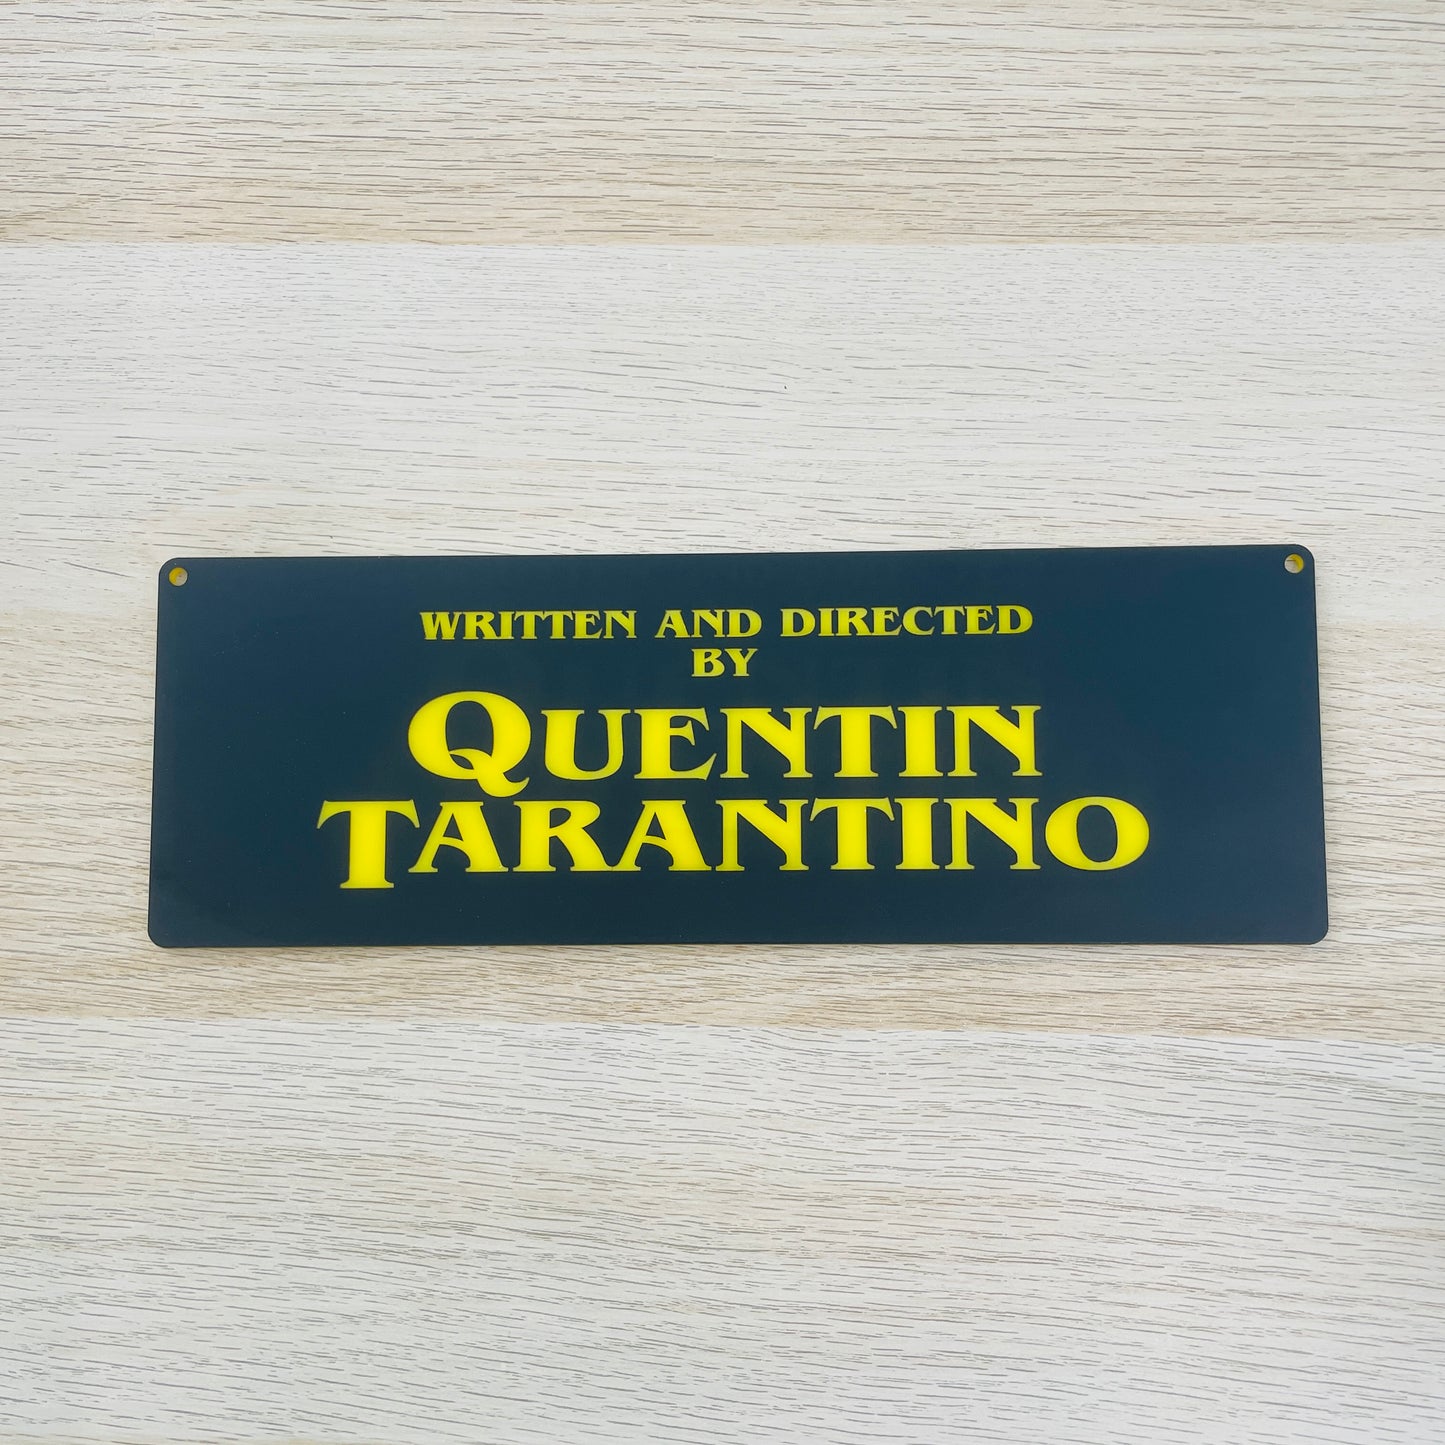 WRITTEN AND DIRECTED
BY
QUENTIN
TARANTINO